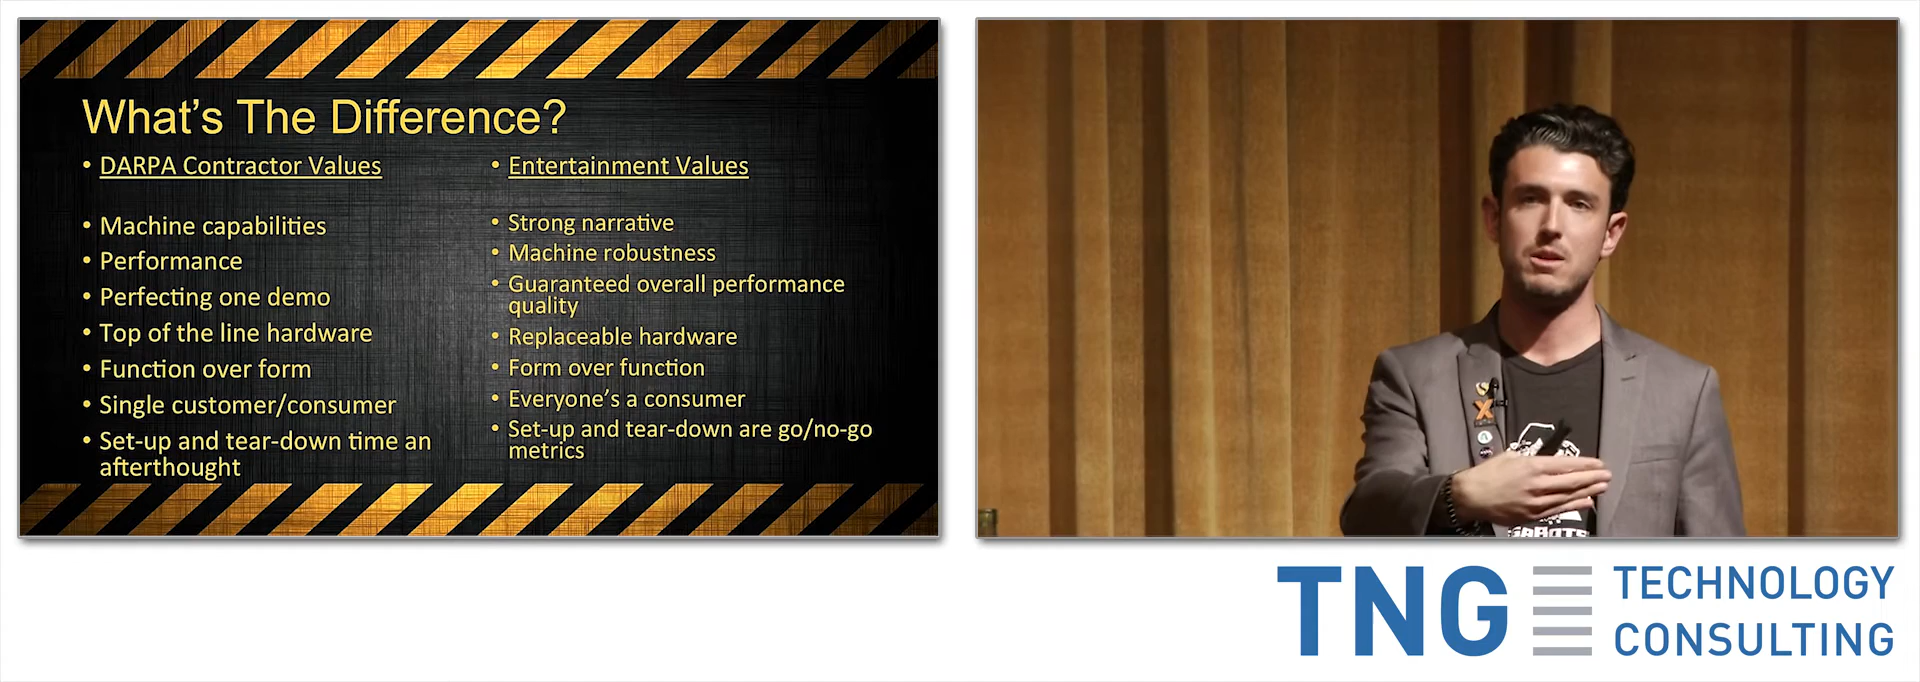 What's The Difference?
• DARPA Contractor Values
• Machine capabilities
• Performance
• Perfecting one demo
• Top of the line hardware
• Function over form
• Single customer/consumer
• Set-up and tear-down time an
afterthought
• Entertainment Values
• Strong narrative
• Machine robustness
• Guaranteed overall performance
quality
• Replaceable hardware
• Form over function
• Everyone's a consumer
• Set-up and tear-down are go/no-go
metrics
TNG TECHNOLOGY
CONSULTING